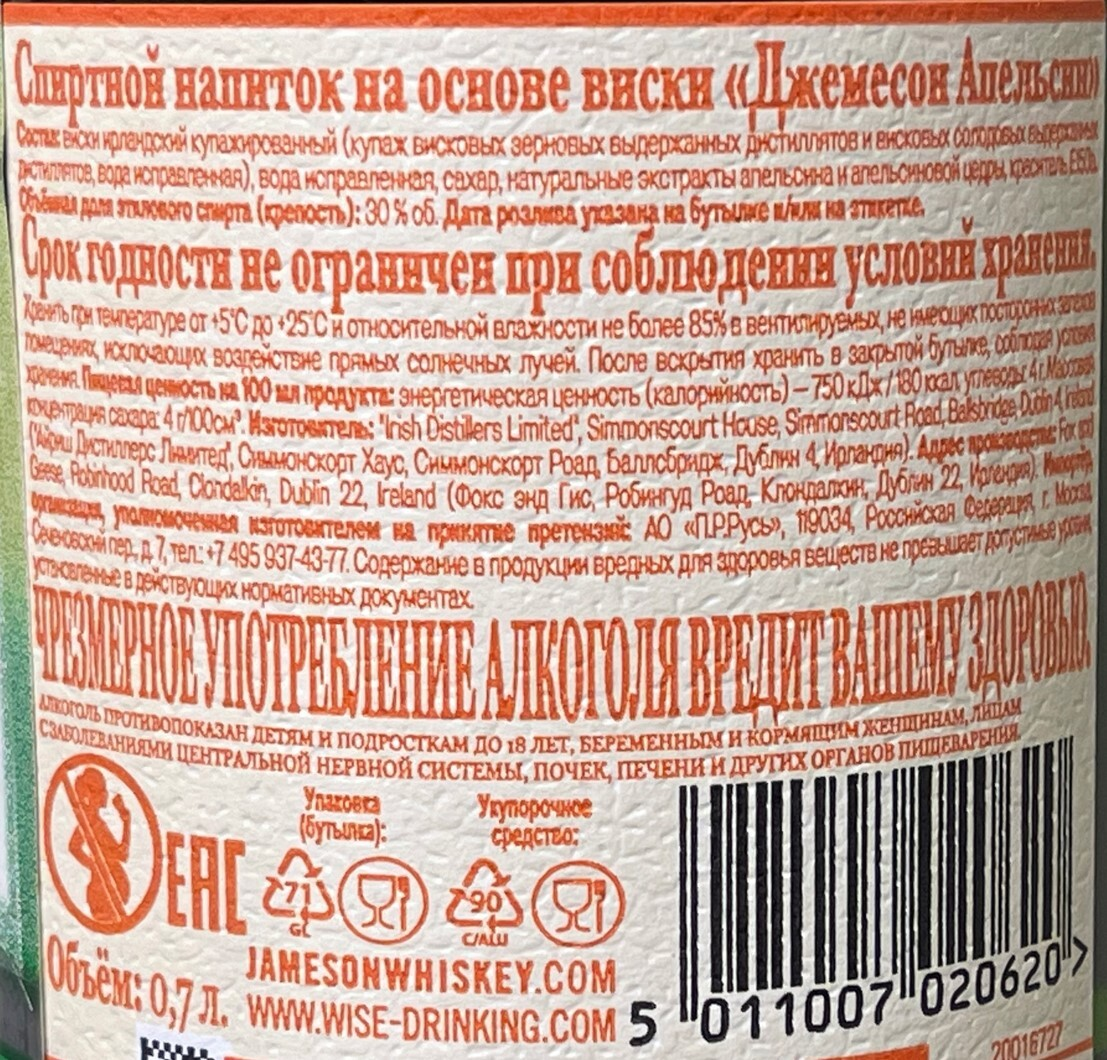 Спиртной напиток на основе виски «Джемесон Апельсин»
Состав: виски ирландский купажированный (купаж висковых зерновых выдержанных дистиллятов и висковых солодовых выдержанных
дистиллятов, вода исправленная), вода исправленная, сахар, натуральные экстракты апельсина и апельсиновой цедры, краситель E150a.
Объёмная доля этилового спирта (крепость): 30 % об. Дата розлива указана на бутылке и/или на этикетке.
Срок годности не ограничен при соблюдении условий хранения.
Хранить при температуре от +5°С до +25°С и относительной влажности не более 85% в вентилируемых, не имеющих посторонних запахов
помещениях, исключающих воздействие прямых солнечных лучей. После вскрытия хранить в закрытой бутылке, соблюдая условия
хранения. Пищевая ценность на 100 мл продукта: энергетическая ценность (калорийность) – 750 кДж / 180 ккал, углеводы: 4 г. Массовая
концентрация сахара: 4 г/100см³. Изготовитель: "Irish Distillers Limited", Simmonscourt House, Simmonscourt Road, Ballsbridge, Dublin 4, Ireland
("Айриш Дистиллерс Лимитед", Симмонскорт Хаус, Симмонскорт Роад, Баллсбридж, Дублин 4, Ирландия). Адрес производства: Fox and
Geese, Robinhood Road, Clondalkin, Dublin 22, Ireland (Фокс энд Гис, Робингуд Роад, Клондалкин, Дублин 22, Ирландия). Импортёр,
организация, уполномоченная изготовителем на принятие претензий: АО «П.Р.Русь», 119034, Российская Федерация, г. Москва,
Сеченовский пер., д. 7, тел.: +7 495 937-43-77. Содержание в продукции вредных для здоровья веществ не превышает допустимые уровни,
установленные в действующих нормативных документах.
ЧРЕЗМЕРНОЕ УПОТРЕБЛЕНИЕ АЛКОГОЛЯ ВРЕДИТ ВАШЕМУ ЗДОРОВЬЮ.
АЛКОГОЛЬ ПРОТИВОПОКАЗАН ДЕТЯМ И ПОДРОСТКАМ ДО 18 ЛЕТ, БЕРЕМЕННЫМ И КОРМЯЩИМ ЖЕНЩИНАМ, ЛИЦАМ
С ЗАБОЛЕВАНИЯМИ ЦЕНТРАЛЬНОЙ НЕРВНОЙ СИСТЕМЫ, ПОЧЕК, ПЕЧЕНИ И ДРУГИХ ОРГАНОВ ПИЩЕВАРЕНИЯ.
Упаковка
(бутылка):
Укупорочное
средство:
EAC
71
GL
90
C/ALU
Объём: 0,7 л.
JAMESONWHISKEY.COM
WWW.WISE-DRINKING.COM
5 011007 020620 >
20016727